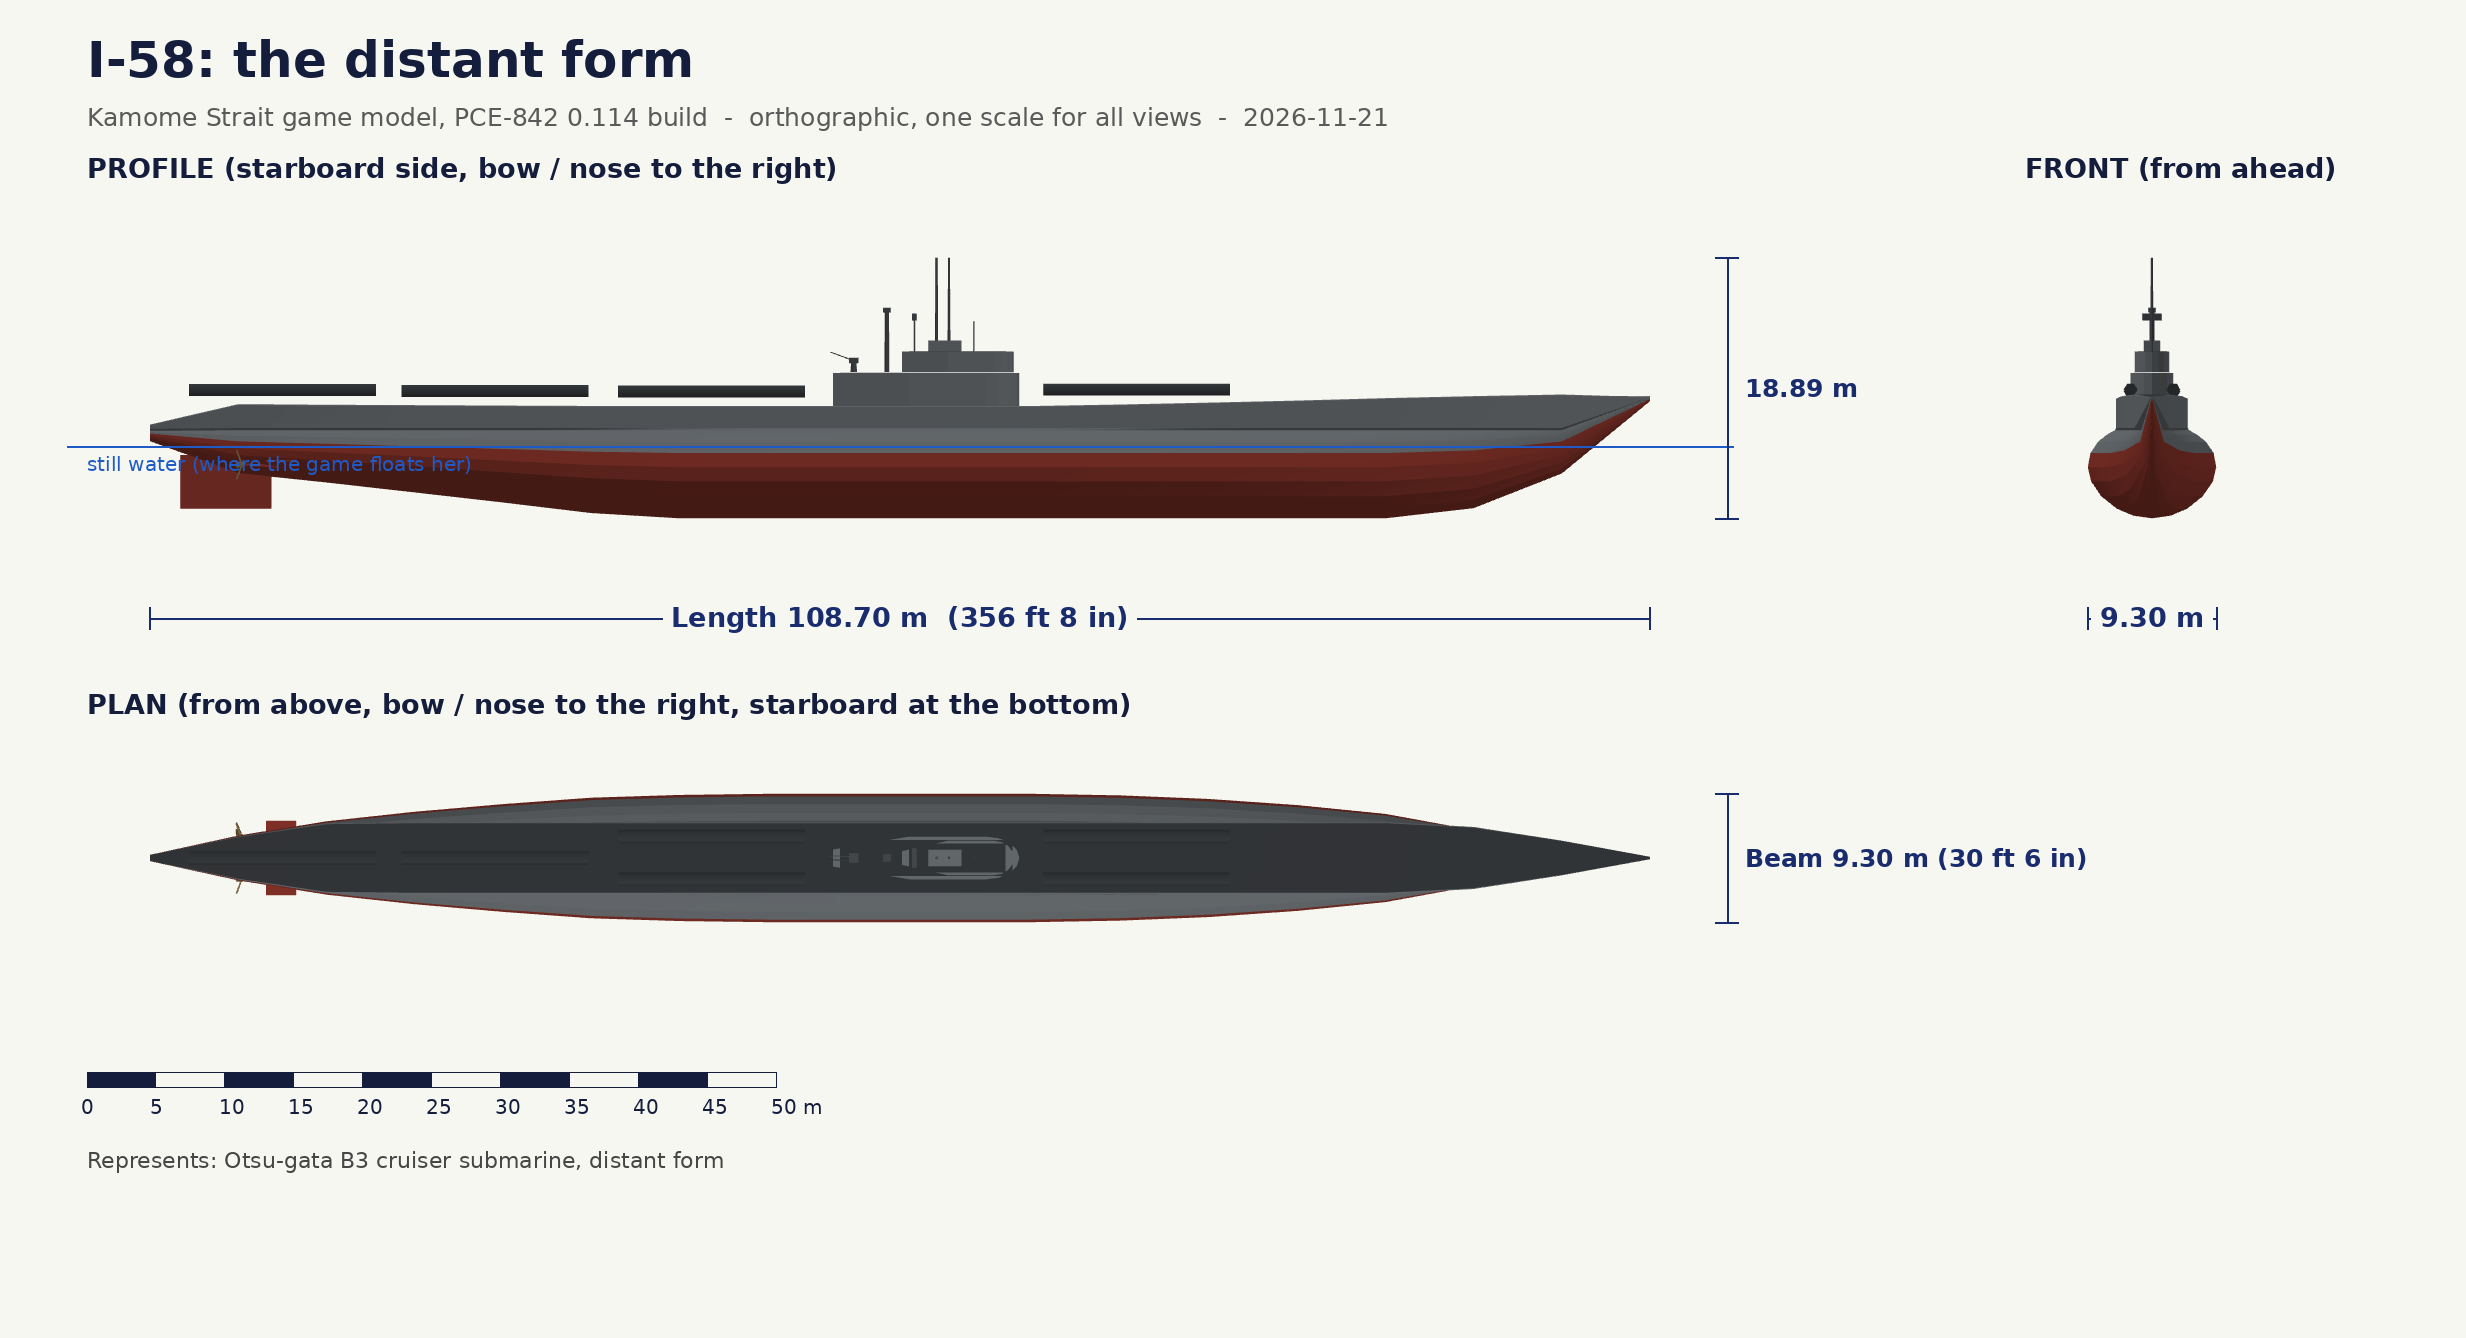 I-58: the distant form
Kamome Strait game model, PCE-842 0.114 build  -  orthographic, one scale for all views  -  2026-11-21
PROFILE (starboard side, bow / nose to the right)
FRONT (from ahead)
18.89 m
still water (where the game floats her)
Length 108.70 m  (356 ft 8 in)
9.30 m
PLAN (from above, bow / nose to the right, starboard at the bottom)
Beam 9.30 m (30 ft 6 in)
0 5 10 15 20 25 30 35 40 45 50 m
Represents: Otsu-gata B3 cruiser submarine, distant form